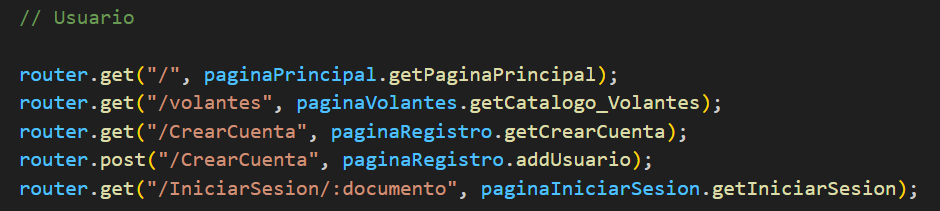 // Usuario
router.get("/", paginaPrincipal.getPaginaPrincipal);
router.get("/volantes", paginaVolantes.getCatalogo_Volantes);
router.get("/CrearCuenta", paginaRegistro.getCrearCuenta);
router.post("/CrearCuenta", paginaRegistro.addUsuario);
router.get("/IniciarSesion/:documento", paginaIniciarSesion.getIniciarSesion);